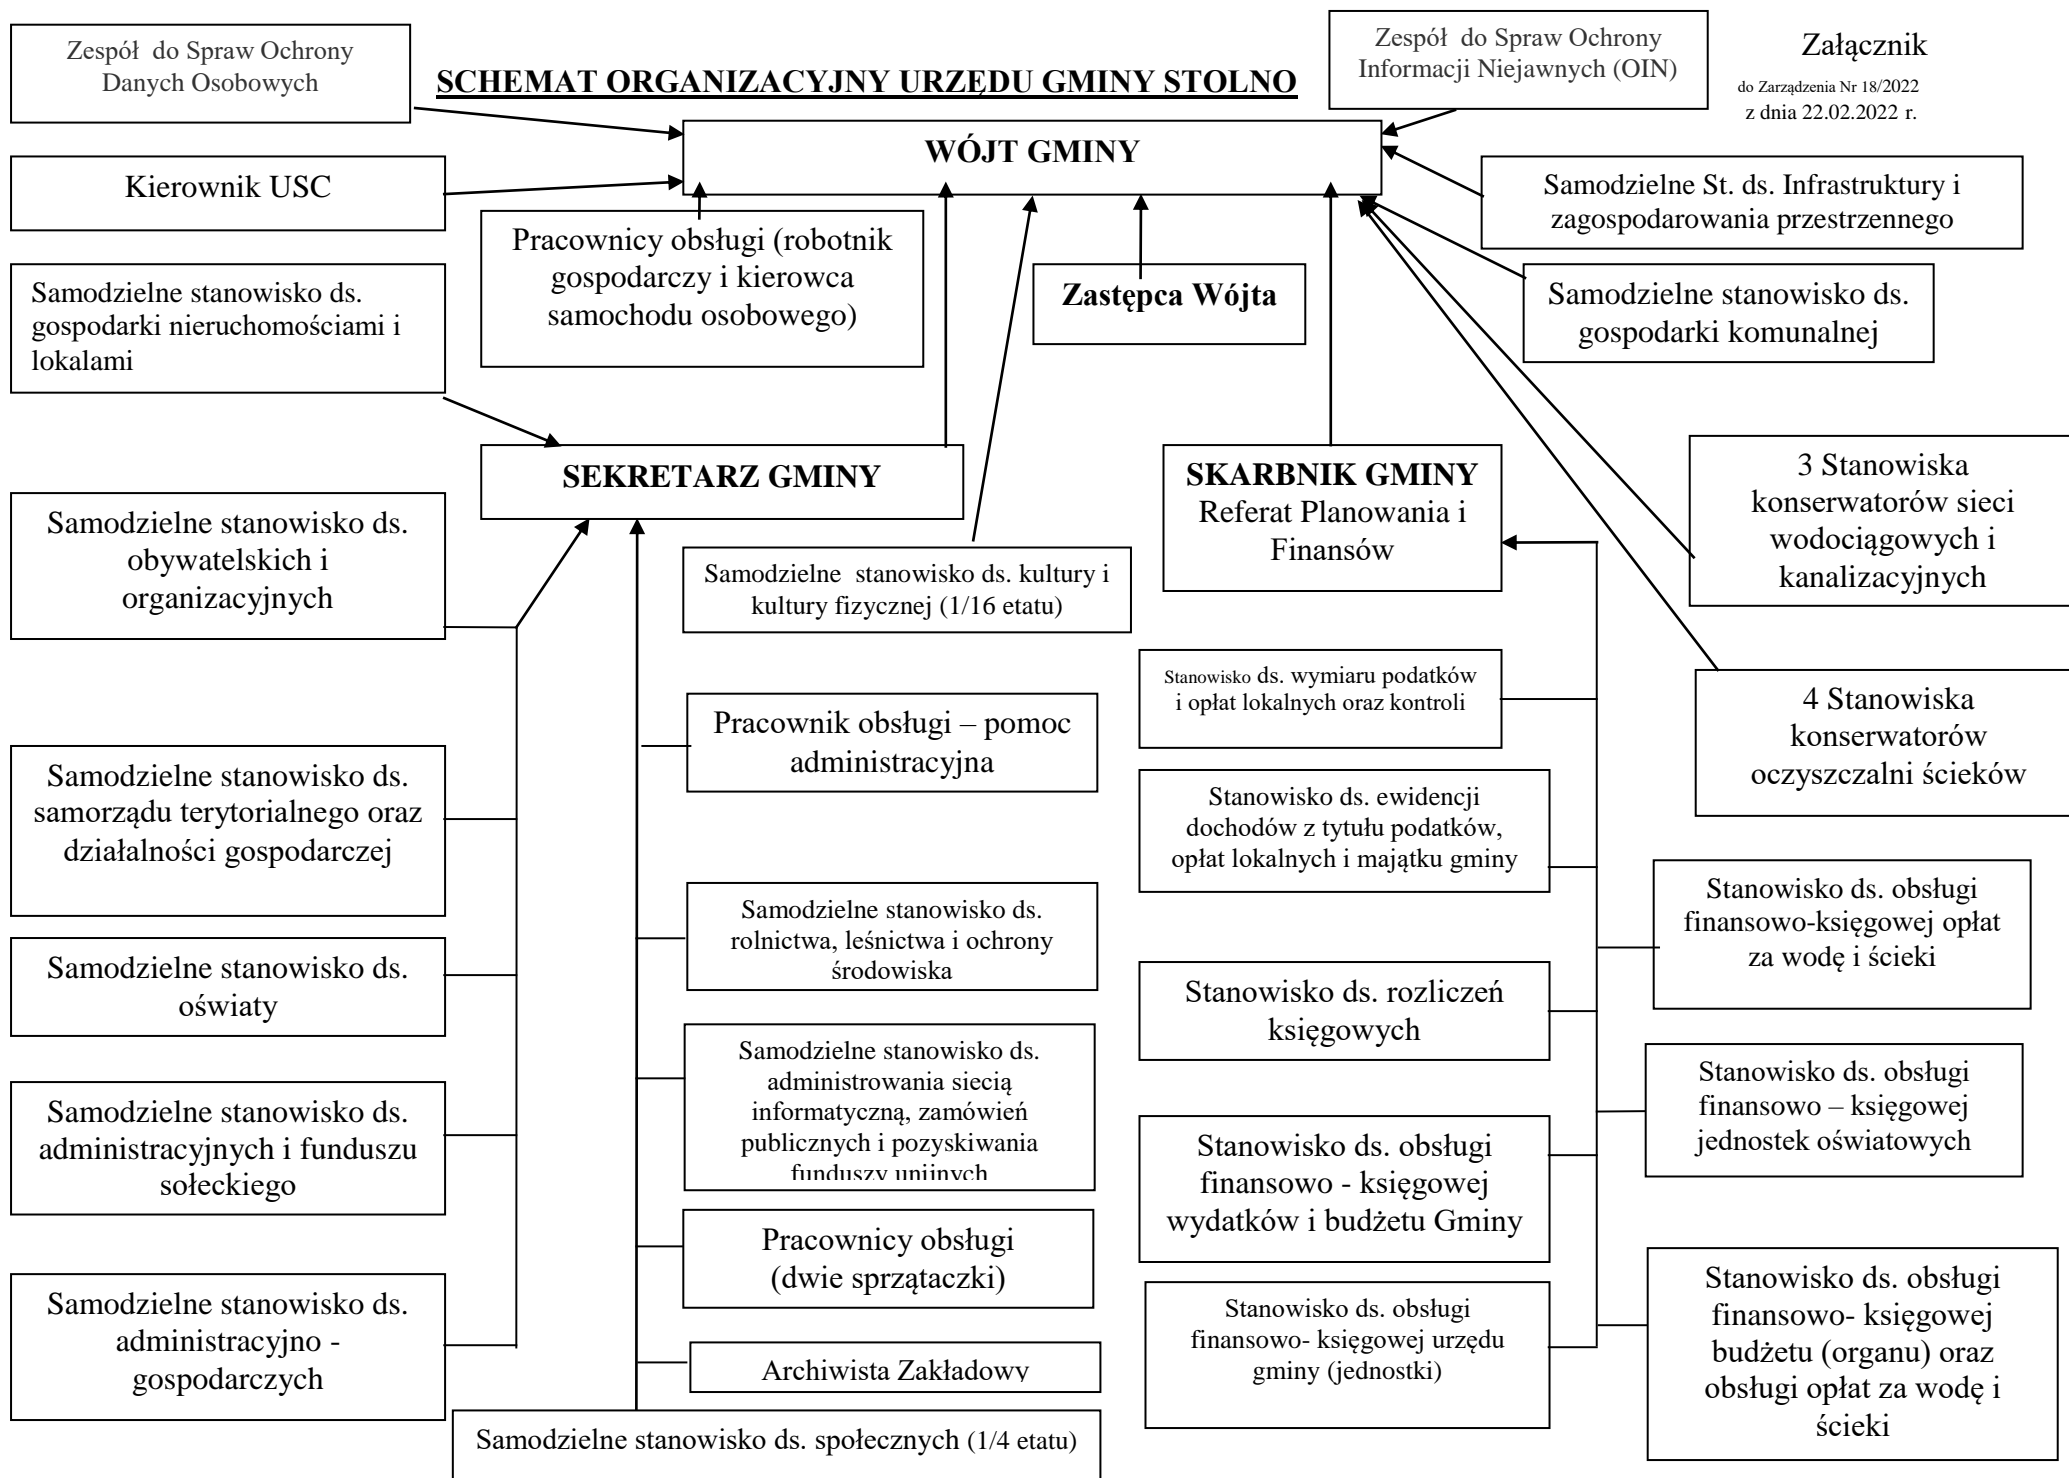 Zespół  do Spraw Ochrony
Danych Osobowych
SCHEMAT ORGANIZACYJNY URZĘDU GMINY STOLNO
Zespół  do Spraw Ochrony
Informacji Niejawnych (OIN)
Załącznik
do Zarządzenia Nr 18/2022
z dnia 22.02.2022 r.
WÓJT GMINY
Kierownik USC
Samodzielne St. ds. Infrastruktury i
zagospodarowania przestrzennego
Pracownicy obsługi (robotnik
gospodarczy i kierowca
samochodu osobowego)
Zastępca Wójta
Samodzielne stanowisko ds.
gospodarki komunalnej
Samodzielne stanowisko ds.
gospodarki nieruchomościami i
lokalami
SEKRETARZ GMINY
SKARBNIK GMINY
Referat Planowania i
Finansów
3 Stanowiska
konserwatorów sieci
wodociągowych i
kanalizacyjnych
Samodzielne stanowisko ds.
obywatelskich i
organizacyjnych
Samodzielne  stanowisko ds. kultury i
kultury fizycznej (1/16 etatu)
Stanowisko ds. wymiaru podatków
i opłat lokalnych oraz kontroli
4 Stanowiska
konserwatorów
oczyszczalni ścieków
Pracownik obsługi – pomoc
administracyjna
Samodzielne stanowisko ds.
samorządu terytorialnego oraz
działalności gospodarczej
Stanowisko ds. ewidencji
dochodów z tytułu podatków,
opłat lokalnych i majątku gminy
Stanowisko ds. obsługi
finansowo-księgowej opłat
za wodę i ścieki
Samodzielne stanowisko ds.
rolnictwa, leśnictwa i ochrony
środowiska
Samodzielne stanowisko ds.
oświaty
Stanowisko ds. rozliczeń
księgowych
Samodzielne stanowisko ds.
administrowania siecią
informatyczną, zamówień
publicznych i pozyskiwania
funduszy unijnych
Stanowisko ds. obsługi
finansowo – księgowej
jednostek oświatowych
Samodzielne stanowisko ds.
administracyjnych i funduszu
sołeckiego
Stanowisko ds. obsługi
finansowo - księgowej
wydatków i budżetu Gminy
Pracownicy obsługi
(dwie sprzątaczki)
Samodzielne stanowisko ds.
administracyjno -
gospodarczych
Stanowisko ds. obsługi
finansowo- księgowej urzędu
gminy (jednostki)
Stanowisko ds. obsługi
finansowo- księgowej
budżetu (organu) oraz
obsługi opłat za wodę i
ścieki
Archiwista Zakładowy
Samodzielne stanowisko ds. społecznych (1/4 etatu)